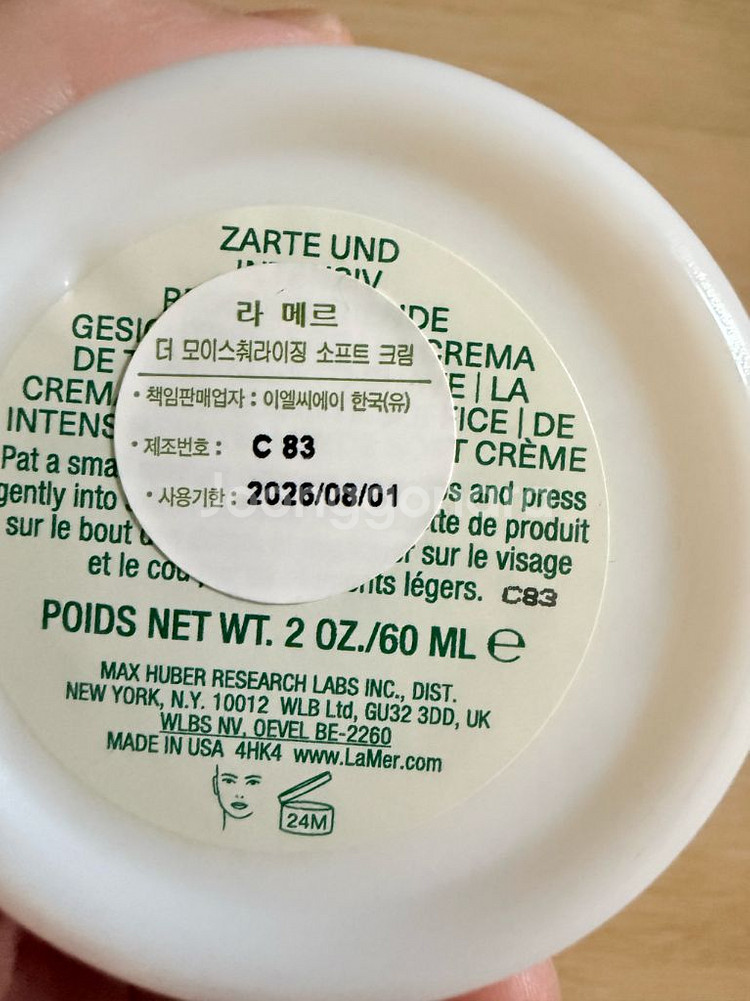 ZARTE UND
라 메르
더 모이스춰라이징 소프트 크림
• 책임판매업자 : 이엘씨에이 한국(유)
• 제조번호 : C 83
• 사용기한 : 2026/08/01
GESI
DE
CREMA
CREM
E | LA
INTENS
FICE | DE
T CRÈME
Pat a sma
gently into
s and press
sur le bout
tte de produit
sur le visage
et le cou
légers. C83
POIDS NET WT. 2 OZ./60 ML ℮
MAX HUBER RESEARCH LABS INC., DIST.
NEW YORK, N.Y. 10012 WLB Ltd, GU32 3DD, UK
WLBS NV, OEVEL BE-2260
MADE IN USA 4HK4 www.LaMer.com
24M